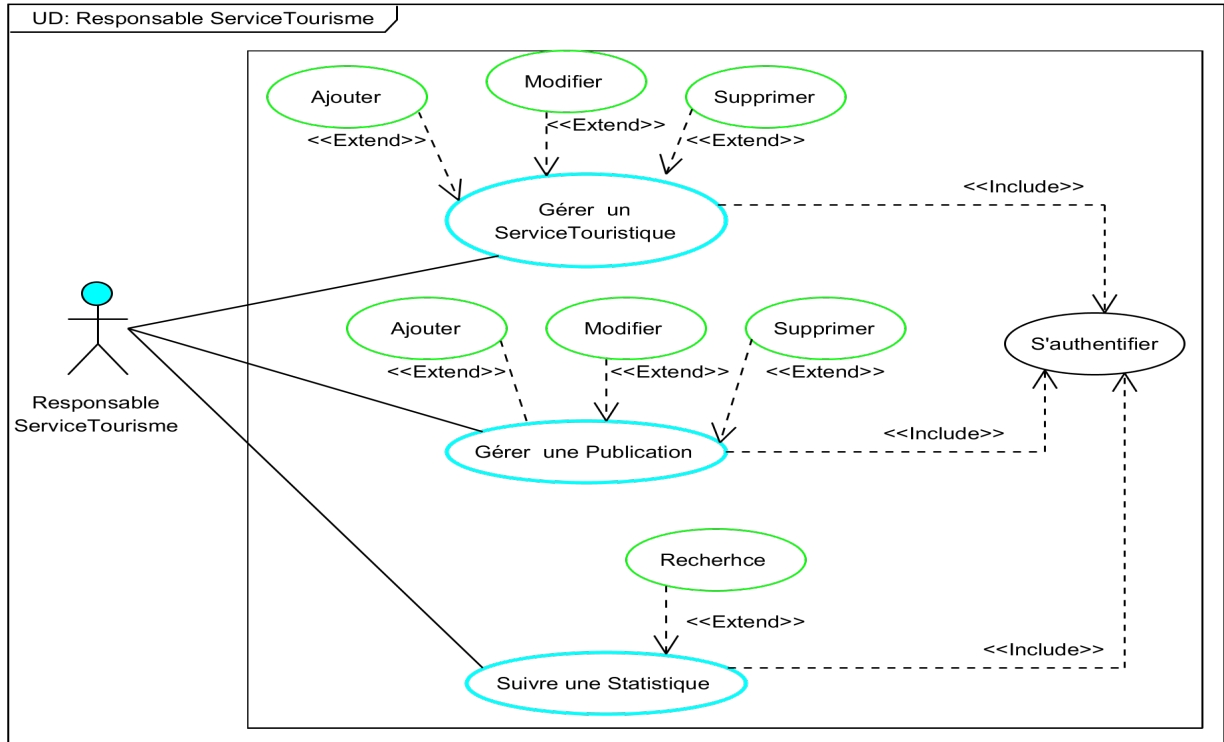 UD: Responsable ServiceTourisme
Ajouter
Modifier
Supprimer
<<Extend>>
<<Extend>>
<<Extend>>
<<Include>>
Gérer un
ServiceTouristique
Ajouter
Modifier
Supprimer
S'authentifier
<<Extend>>
<<Extend>>
<<Extend>>
Responsable
ServiceTourisme
<<Include>>
Gérer une Publication
Recherhce
<<Extend>>
<<Include>>
Suivre une Statistique